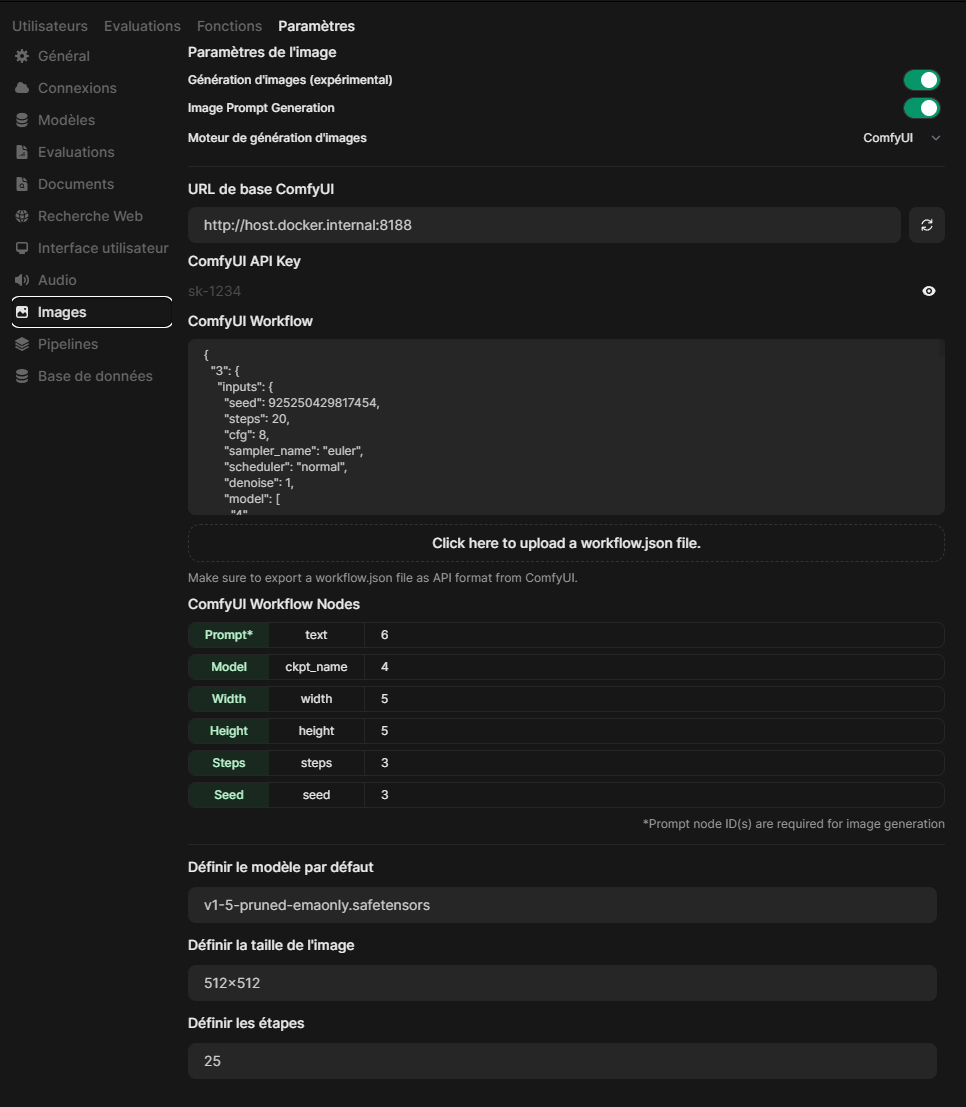 Utilisateurs Evaluations Fonctions Paramètres
Général
Connexions
Modèles
Evaluations
Documents
Recherche Web
Interface utilisateur
Audio
Images
Pipelines
Base de données
Paramètres de l'image
Génération d'images (expérimental)
Image Prompt Generation
Moteur de génération d'images ComfyUI
URL de base ComfyUI
http://host.docker.internal:8188
ComfyUI API Key
sk-1234
ComfyUI Workflow
{
"3": {
"inputs": {
"seed": 925250429817454,
"steps": 20,
"cfg": 8,
"sampler_name": "euler",
"scheduler": "normal",
"denoise": 1,
"model": [
"4"
Click here to upload a workflow.json file.
Make sure to export a workflow.json file as API format from ComfyUI.
ComfyUI Workflow Nodes
Prompt* text 6
Model ckpt_name 4
Width width 5
Height height 5
Steps steps 3
Seed seed 3
*Prompt node ID(s) are required for image generation
Définir le modèle par défaut
v1-5-pruned-emaonly.safetensors
Définir la taille de l'image
512x512
Définir les étapes
25